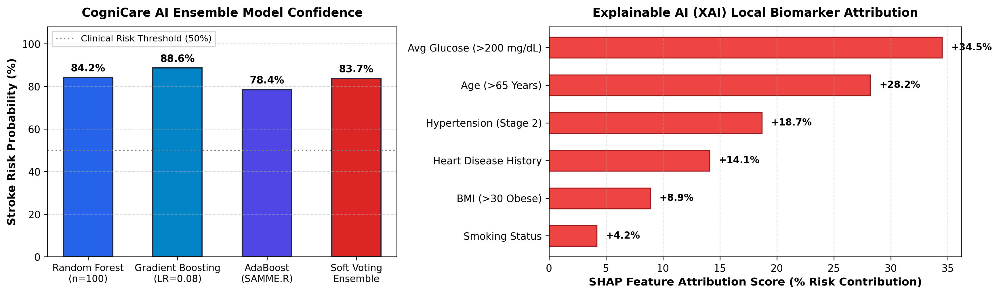 CogniCare AI Ensemble Model Confidence
Stroke Risk Probability (%)
100
80
60
40
20
0
Clinical Risk Threshold (50%)
84.2%
88.6%
78.4%
83.7%
Random Forest
(n=100)
Gradient Boosting
(LR=0.08)
AdaBoost
(SAMME.R)
Soft Voting
Ensemble
Explainable AI (XAI) Local Biomarker Attribution
Avg Glucose (>200 mg/dL)
+34.5%
Age (>65 Years)
+28.2%
Hypertension (Stage 2)
+18.7%
Heart Disease History
+14.1%
BMI (>30 Obese)
+8.9%
Smoking Status
+4.2%
0 5 10 15 20 25 30 35
SHAP Feature Attribution Score (% Risk Contribution)